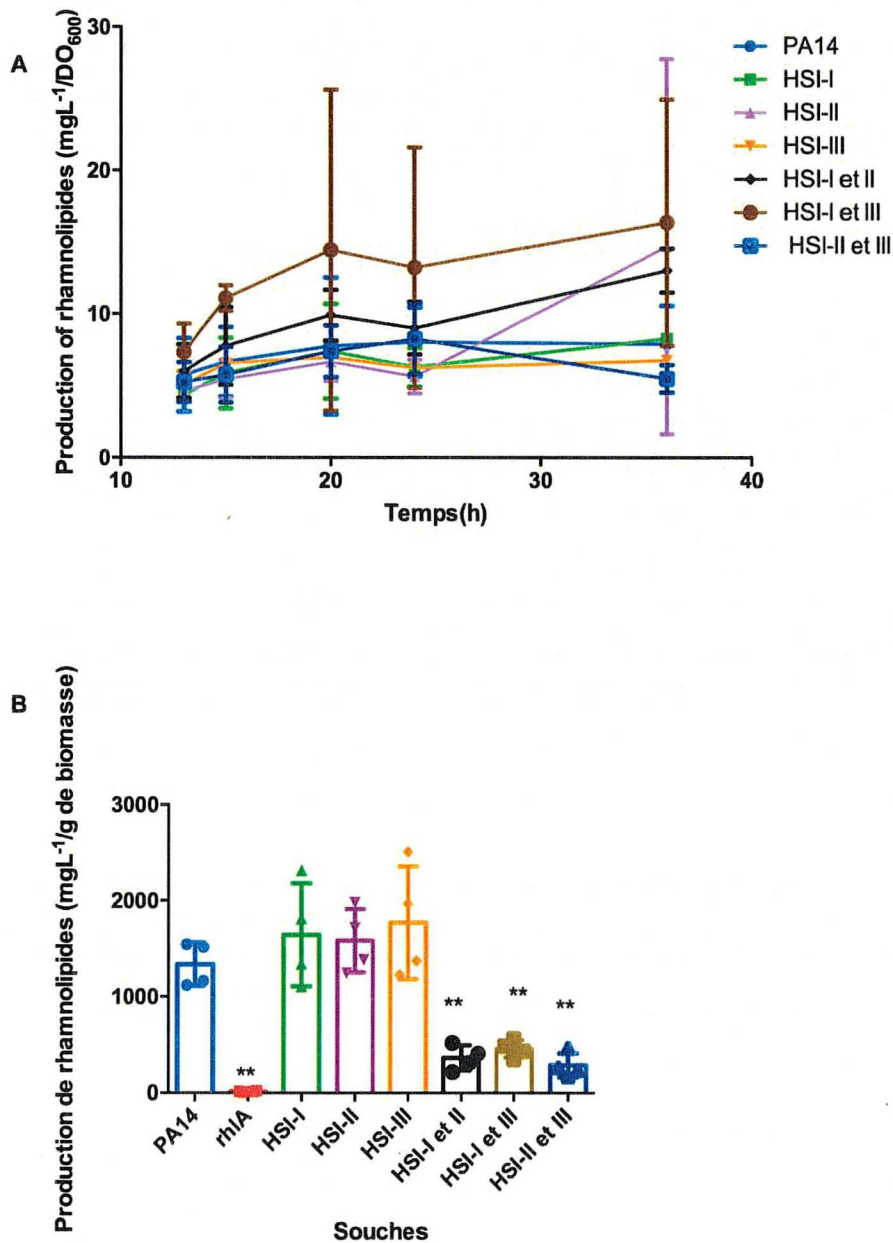 A
Production of rhamnolipides (mgL⁻¹/DO₆₀₀)
30
20
10
0
10
20
30
40
Temps(h)
PA14
HSI-I
HSI-II
HSI-III
HSI-I et II
HSI-I et III
HSI-II et III
B
Production de rhamnolipides (mgL⁻¹/g de biomasse)
3000
2000
1000
0
**
**
**
**
PA14
rhlA
HSI-I
HSI-II
HSI-III
HSI-I et II
HSI-I et III
HSI-II et III
Souches